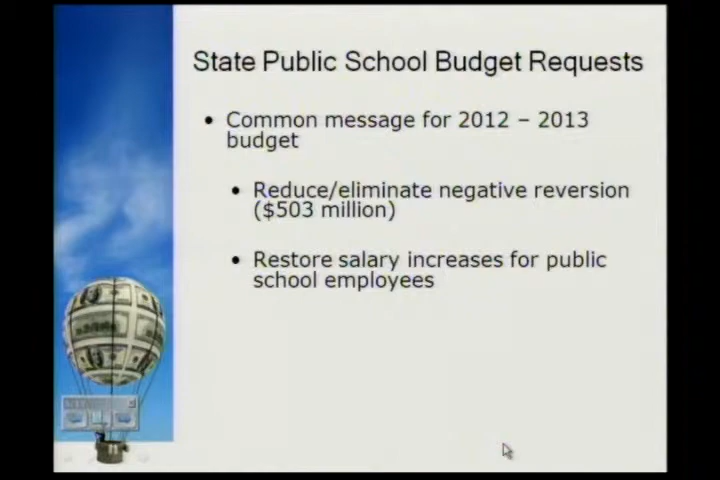 State Public School Budget Requests
• Common message for 2012 – 2013
budget
• Reduce/eliminate negative reversion
($503 million)
• Restore salary increases for public
school employees